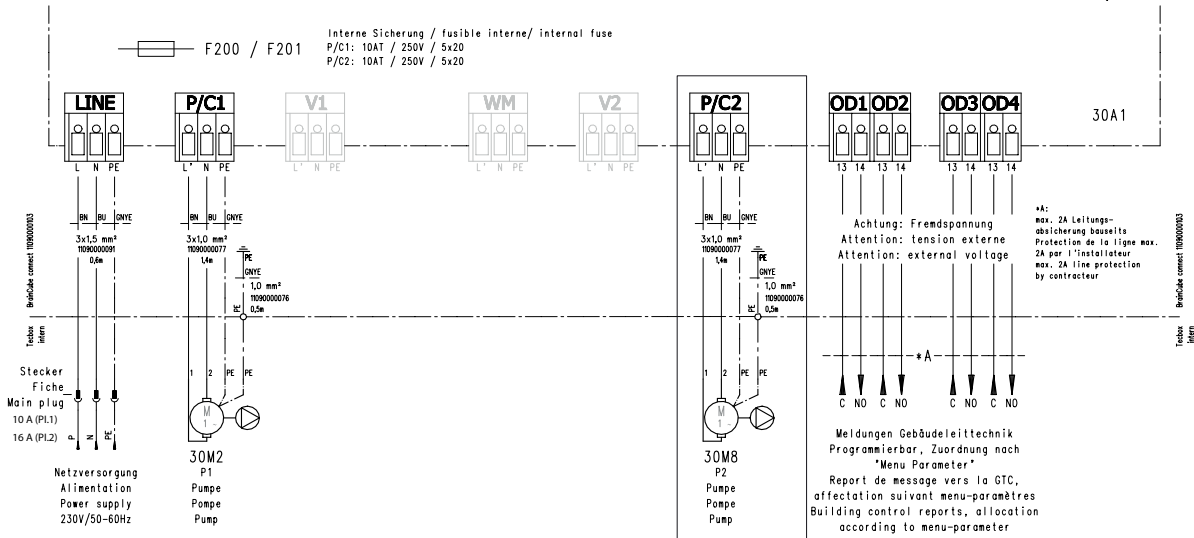 F200 / F201
Interne Sicherung / fusible interne/ internal fuse
P/C1: 10AT / 250V / 5x20
P/C2: 10AT / 250V / 5x20
LINE
P/C1
V1
WM
V2
P/C2
OD1
OD2
OD3
OD4
30A1
L N PE
L' N PE
L' N PE
L' N PE
L' N PE
L' N PE
13 14 13 14
13 14 13 14
BN BU GNYE
3x1,5 mm²
11090000091
0,6m
BN BU GNYE
3x1,0 mm²
11090000077
1,4m
PE
GNYE
1,0 mm²
11090000076
0,5m
PE
BN BU GNYE
3x1,0 mm²
11090000077
1,4m
PE
GNYE
1,0 mm²
11090000076
0,5m
PE
Achtung: Fremdspannung
Attention: tension externe
Attention: external voltage
*A:
max. 2A Leitungs-
absicherung bauseits
Protection de la ligne max.
2A par l'installateur
max. 2A line protection
by contracteur
BrainCube connect 11090000103
Tecbox
intern
BrainCube connect 11090000103
Tecbox
intern
Stecker
Fiche
Main plug
10 A (Pl.1)
16 A (Pl.2)
P N PE
Netzversorgung
Alimentation
Power supply
230V/50-60Hz
1 2 PE PE
M
1 ~
30M2
P1
Pumpe
Pompe
Pump
1 2 PE PE
M
1 ~
30M8
P2
Pumpe
Pompe
Pump
*A
C NO C NO
C NO C NO
Meldungen Gebäudeleittechnik
Programmierbar, Zuordnung nach
"Menu Parameter"
Report de message vers la GTC,
affectation suivant menu-paramètres
Building control reports, allocation
according to menu-parameter